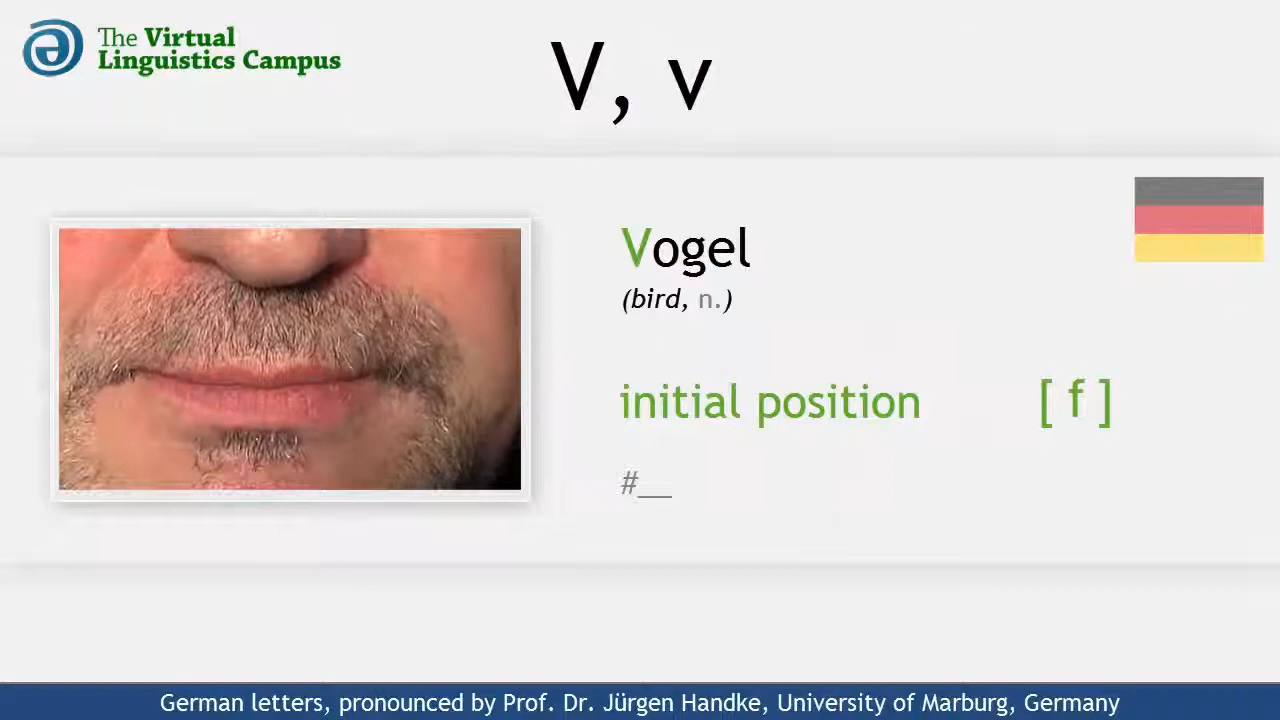 The Virtual
Linguistics Campus
V, v
Vogel
(bird, n.)
initial position [ f ]
#__
German letters, pronounced by Prof. Dr. Jürgen Handke, University of Marburg, Germany